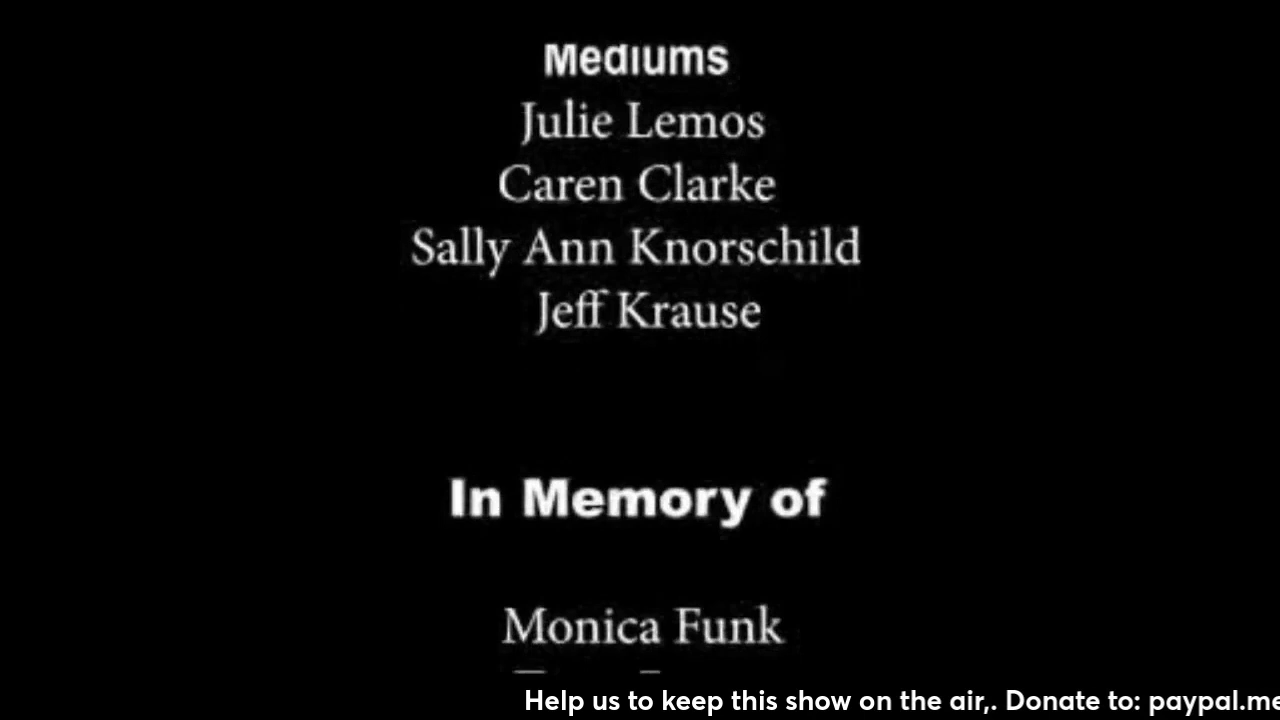 Mediums
Julie Lemos
Caren Clarke
Sally Ann Knorschild
Jeff Krause
In Memory of
Monica Funk
Help us to keep this show on the air,. Donate to: paypal.me